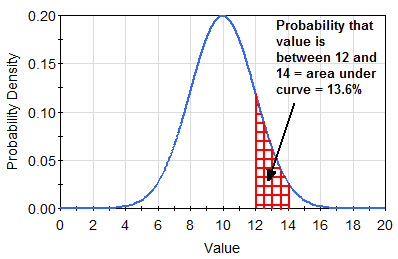 Probability that
value is
between 12 and
14 = area under
curve = 13.6%
Probability Density
0.20
0.15
0.10
0.05
0.00
0 2 4 6 8 10 12 14 16 18 20
Value